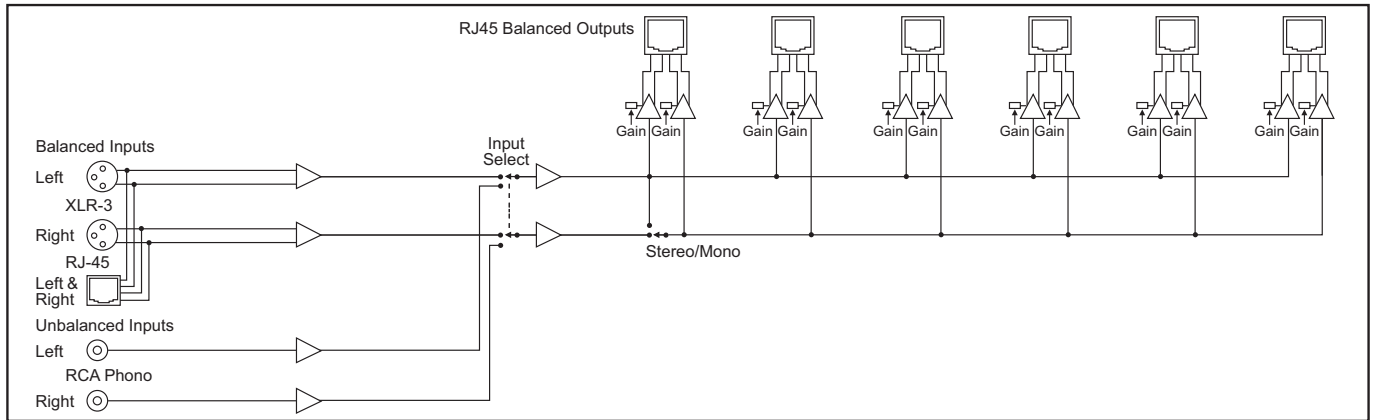 RJ45 Balanced Outputs
Gain Gain Gain Gain Gain Gain Gain Gain Gain Gain Gain Gain
Balanced Inputs
Left
XLR-3
Right
RJ-45
Left &
Right
Input
Select
Stereo/Mono
Unbalanced Inputs
Left
RCA Phono
Right